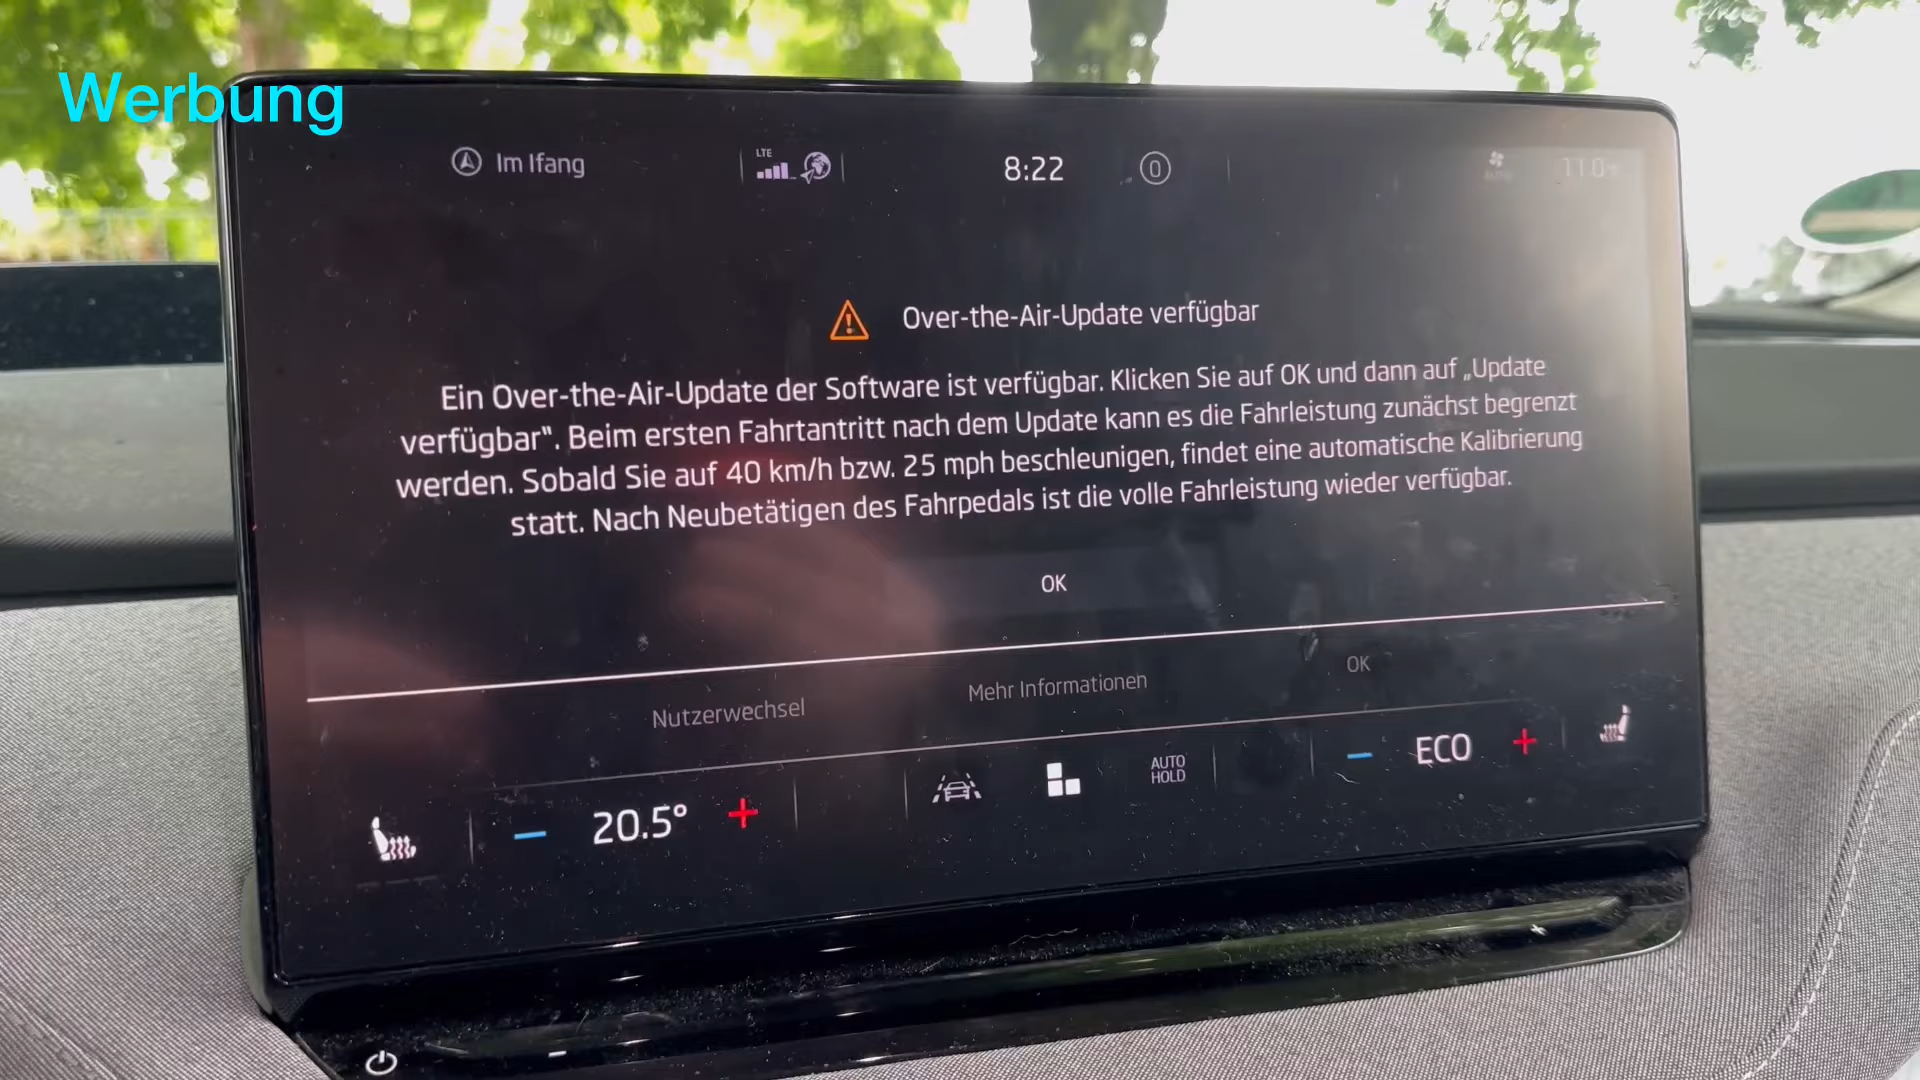 Werbung
Im Ifang
LTE
8:22
0
Over-the-Air-Update verfügbar
Ein Over-the-Air-Update der Software ist verfügbar. Klicken Sie auf OK und dann auf „Update
verfügbar“. Beim ersten Fahrtantritt nach dem Update kann es die Fahrleistung zunächst begrenzt
werden. Sobald Sie auf 40 km/h bzw. 25 mph beschleunigen, findet eine automatische Kalibrierung
statt. Nach Neubetätigen des Fahrpedals ist die volle Fahrleistung wieder verfügbar.
OK
Nutzerwechsel
Mehr Informationen
OK
20.5°
AUTO
HOLD
ECO